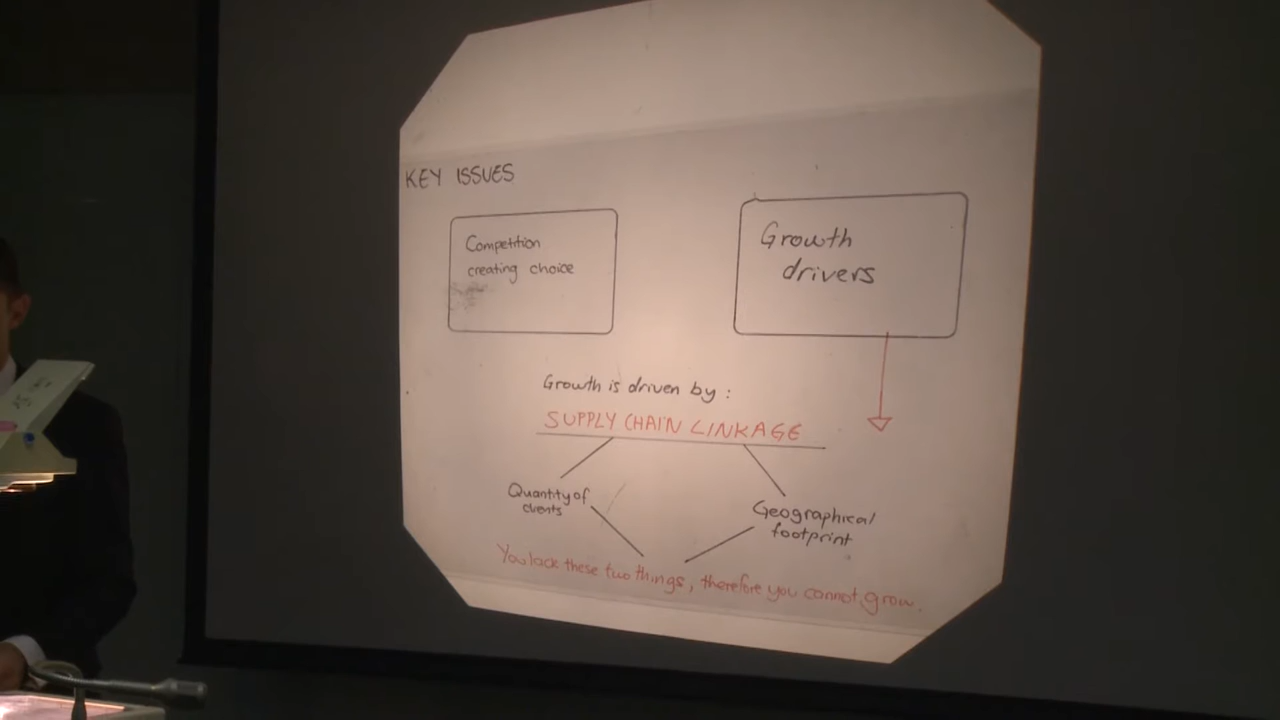 KEY ISSUES
Competition
creating choice
Growth
drivers
Growth is driven by :
SUPPLY CHAIN LINKAGE
Quantity of
clients
Geographical
footprint
You lack these two things, therefore you cannot grow.